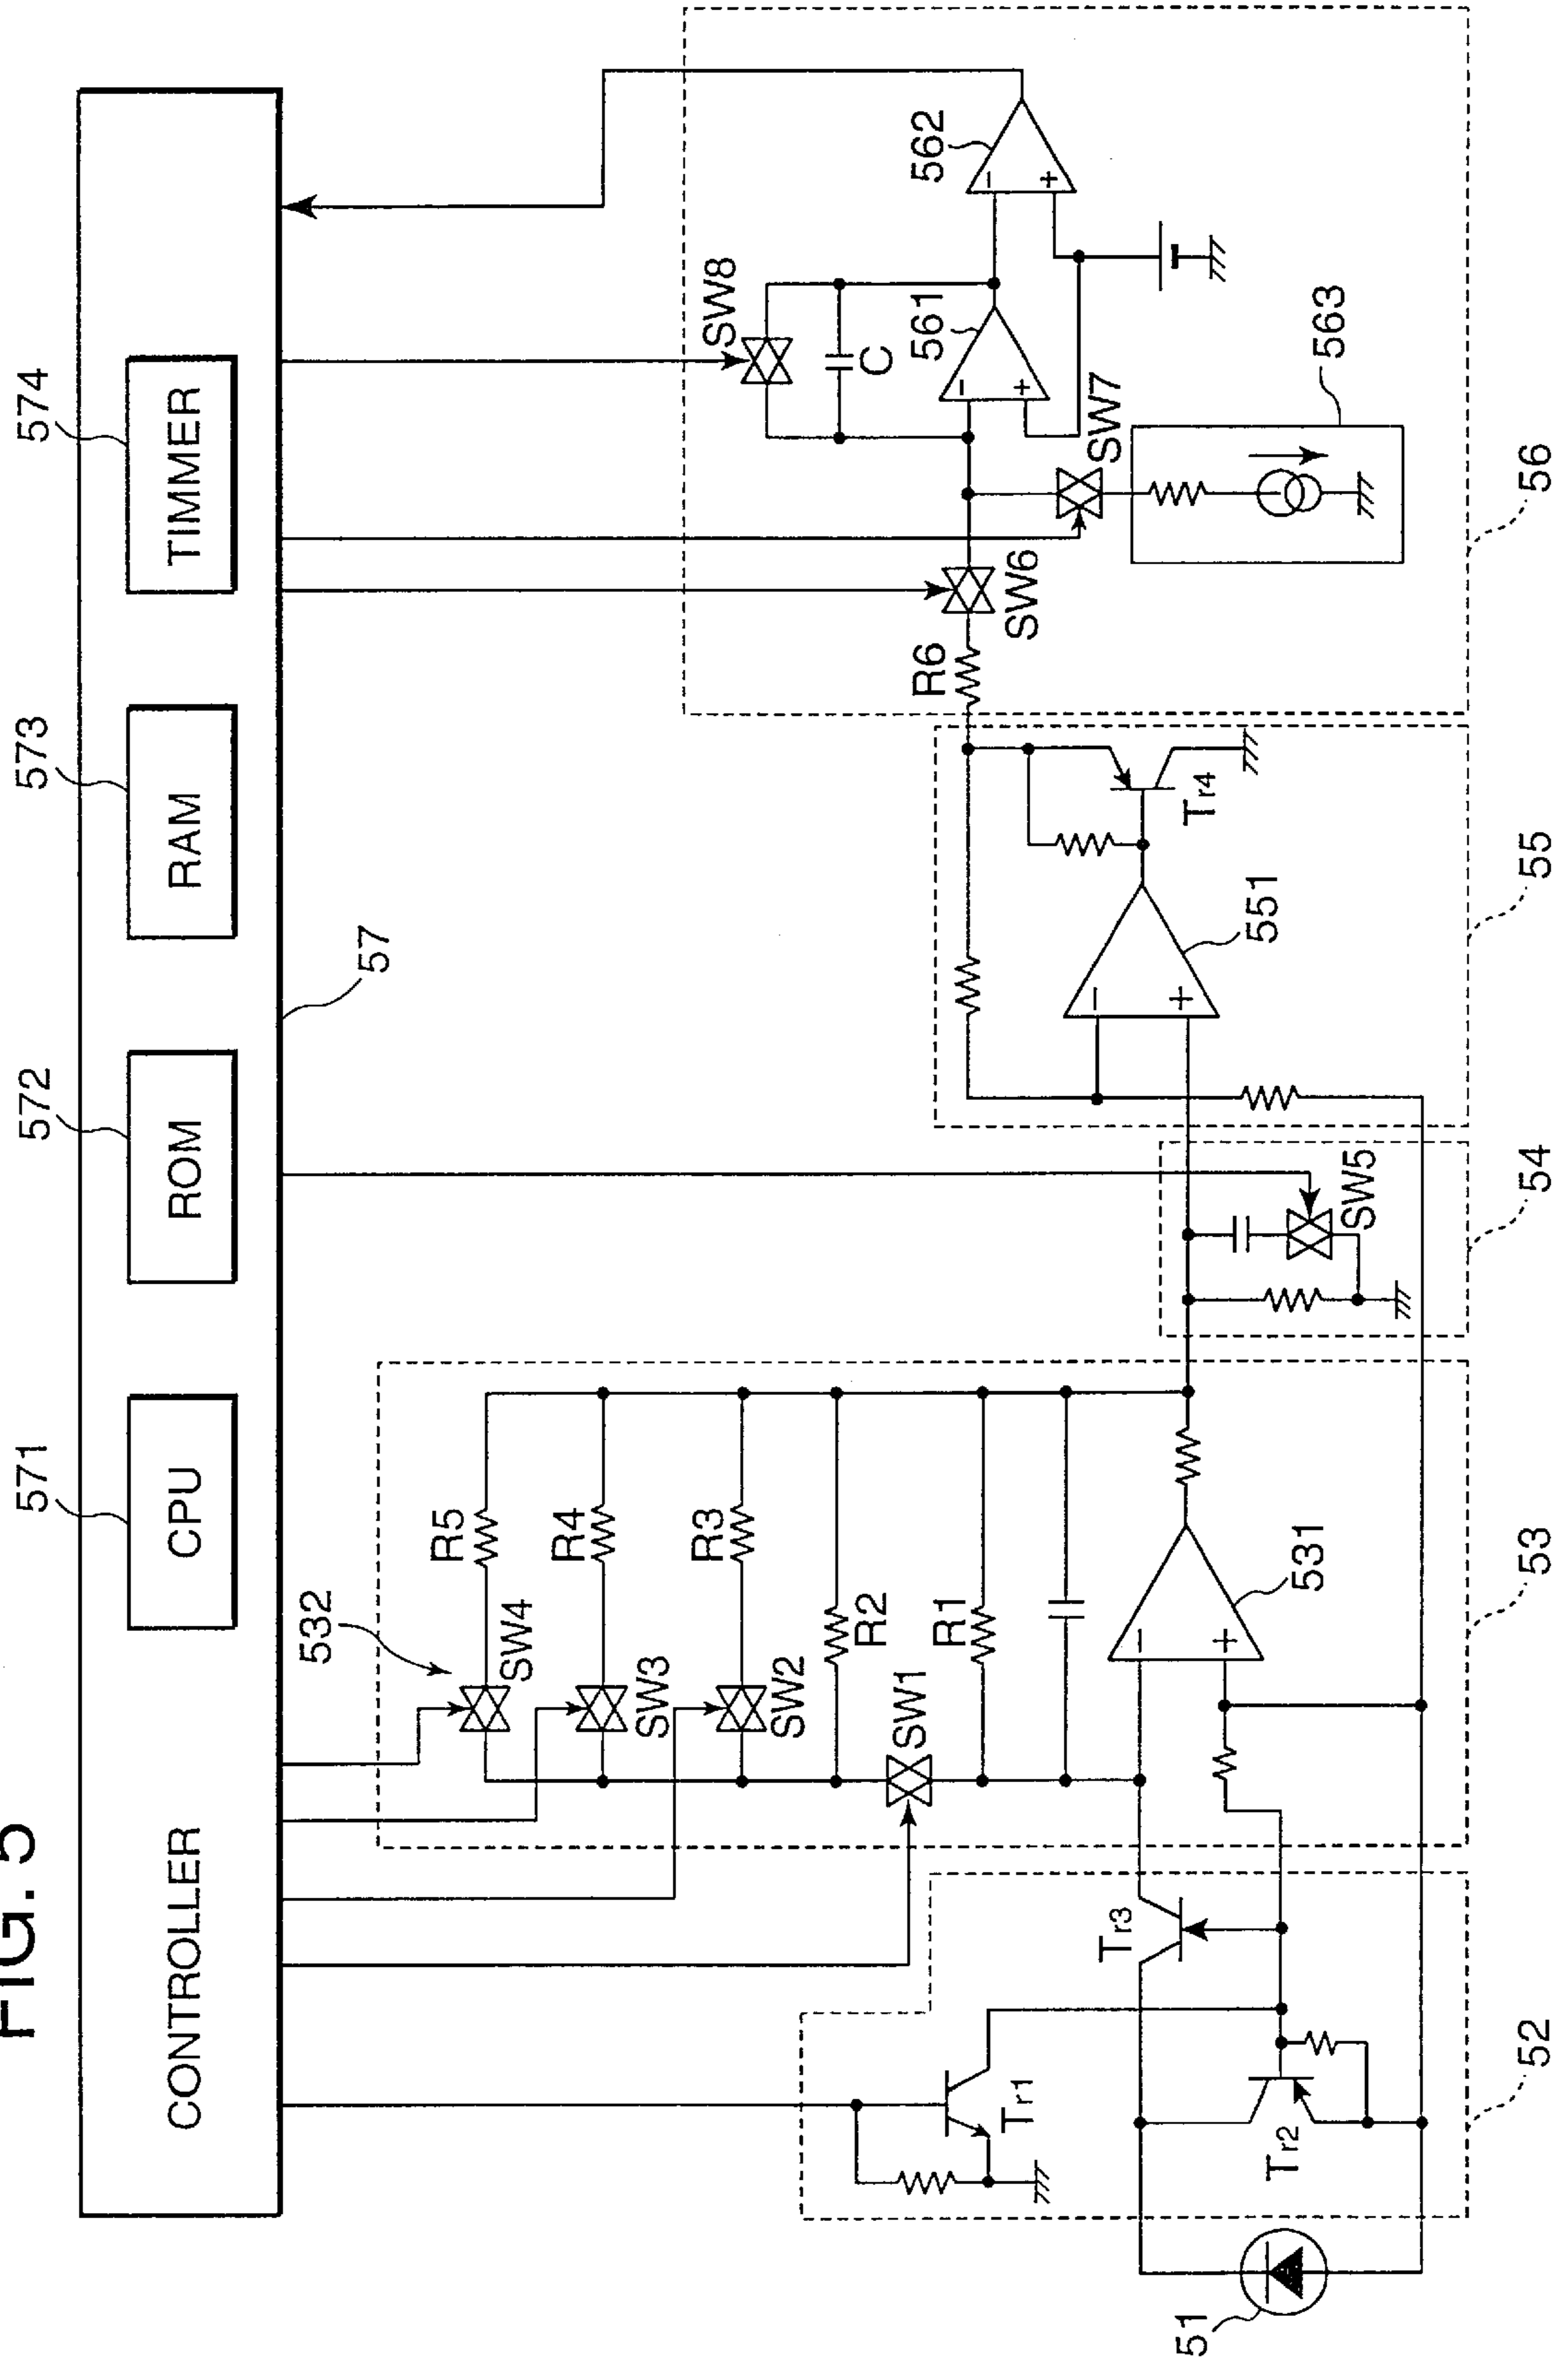 FIG. 5
CONTROLLER
571
CPU
572
ROM
573
RAM
574
TIMMER
57
532
SW4
R5
SW3
R4
SW2
R3
R2
SW1
R1
531
53
Tr1
Tr2
Tr3
52
51
SW5
54
551
Tr4
55
R6
SW6
SW7
SW8
C
561
562
563
56
- +
- +
- +
- +